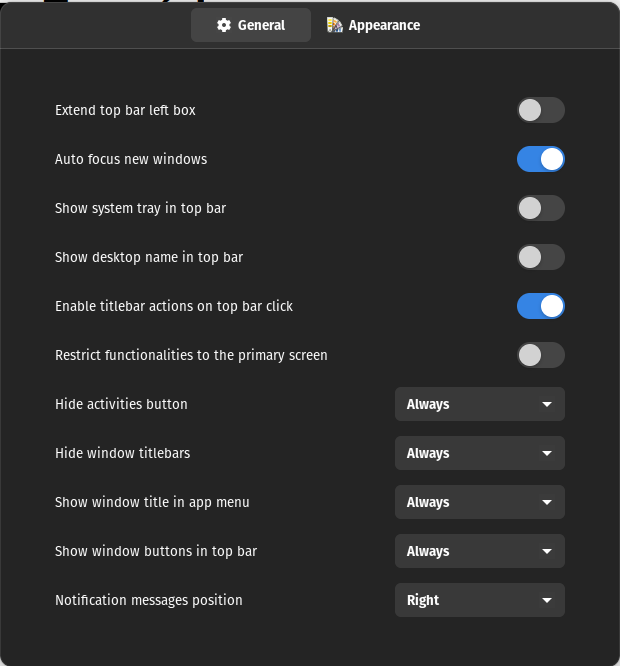 General
Appearance
Extend top bar left box
Auto focus new windows
Show system tray in top bar
Show desktop name in top bar
Enable titlebar actions on top bar click
Restrict functionalities to the primary screen
Hide activities button Always
Hide window titlebars Always
Show window title in app menu Always
Show window buttons in top bar Always
Notification messages position Right